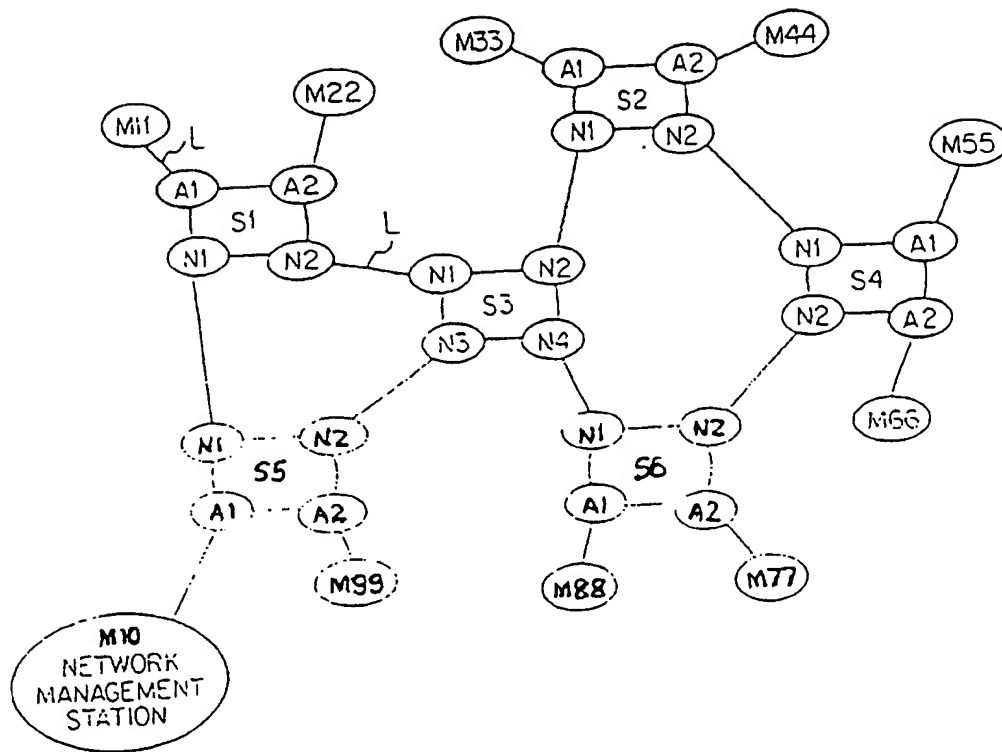 M33
M44
A1
A2
S2
N1
N2
M22
M11
L
A1
A2
S1
N1
N2
L
M55
N1
A1
S4
N2
A2
M66
N1
N2
S3
N3
N4
N1
N2
S5
A1
A2
M99
N1
N2
S6
A1
A2
M88
M77
M10
NETWORK
MANAGEMENT
STATION